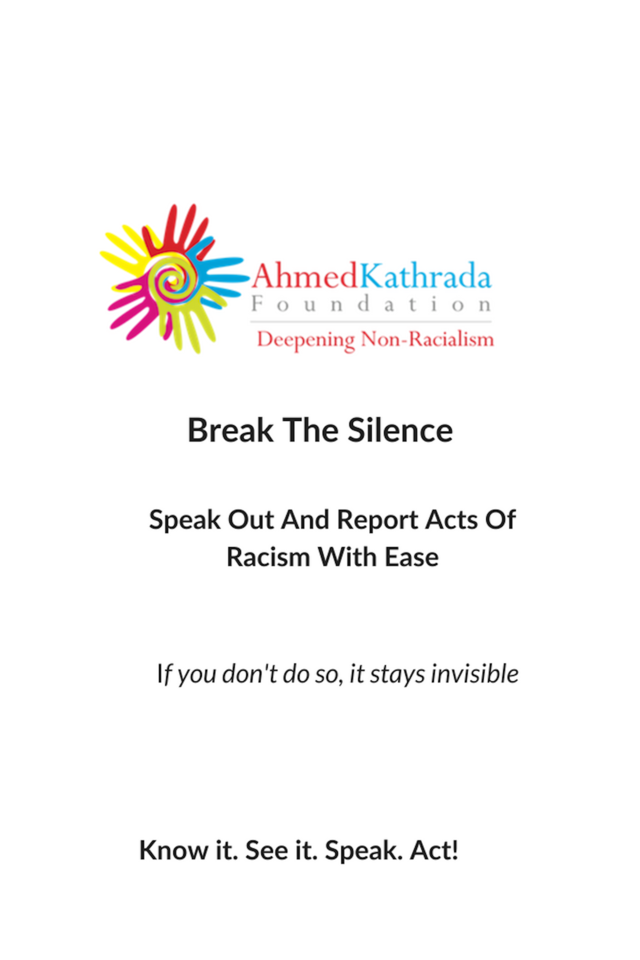 AhmedKathrada
Foundation
Deepening Non-Racialism
Break The Silence
Speak Out And Report Acts Of
Racism With Ease
If you don't do so, it stays invisible
Know it. See it. Speak. Act!